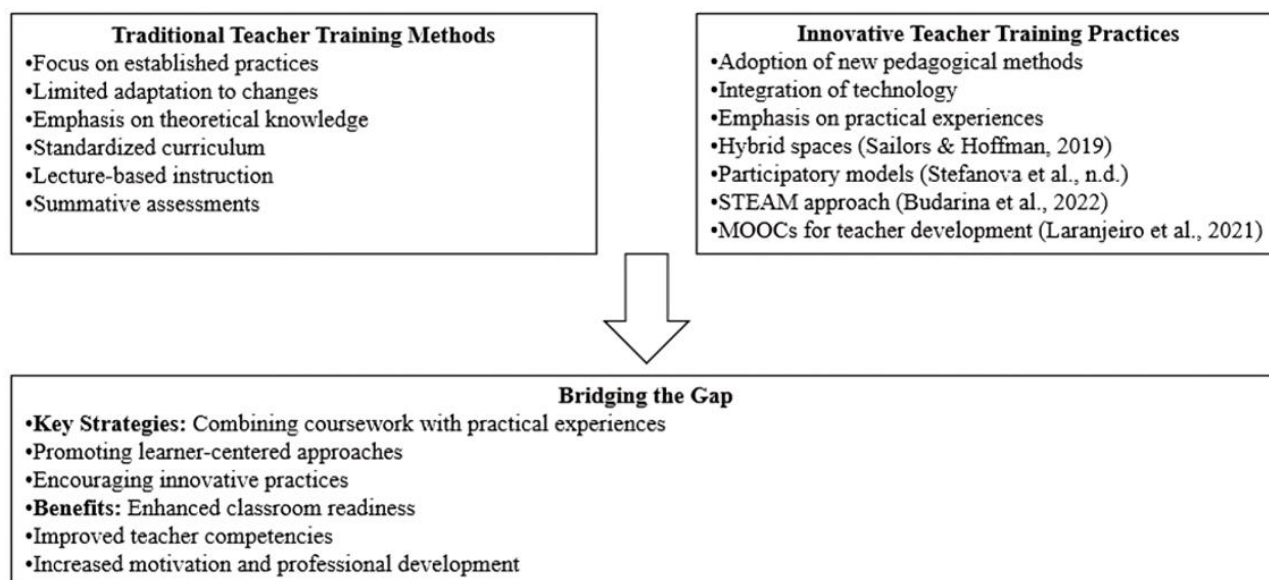 Traditional Teacher Training Methods
•Focus on established practices
•Limited adaptation to changes
•Emphasis on theoretical knowledge
•Standardized curriculum
•Lecture-based instruction
•Summative assessments
Innovative Teacher Training Practices
•Adoption of new pedagogical methods
•Integration of technology
•Emphasis on practical experiences
•Hybrid spaces (Sailors & Hoffman, 2019)
•Participatory models (Stefanova et al., n.d.)
•STEAM approach (Budarina et al., 2022)
•MOOCs for teacher development (Laranjeiro et al., 2021)
Bridging the Gap
•Key Strategies: Combining coursework with practical experiences
•Promoting learner-centered approaches
•Encouraging innovative practices
•Benefits: Enhanced classroom readiness
•Improved teacher competencies
•Increased motivation and professional development